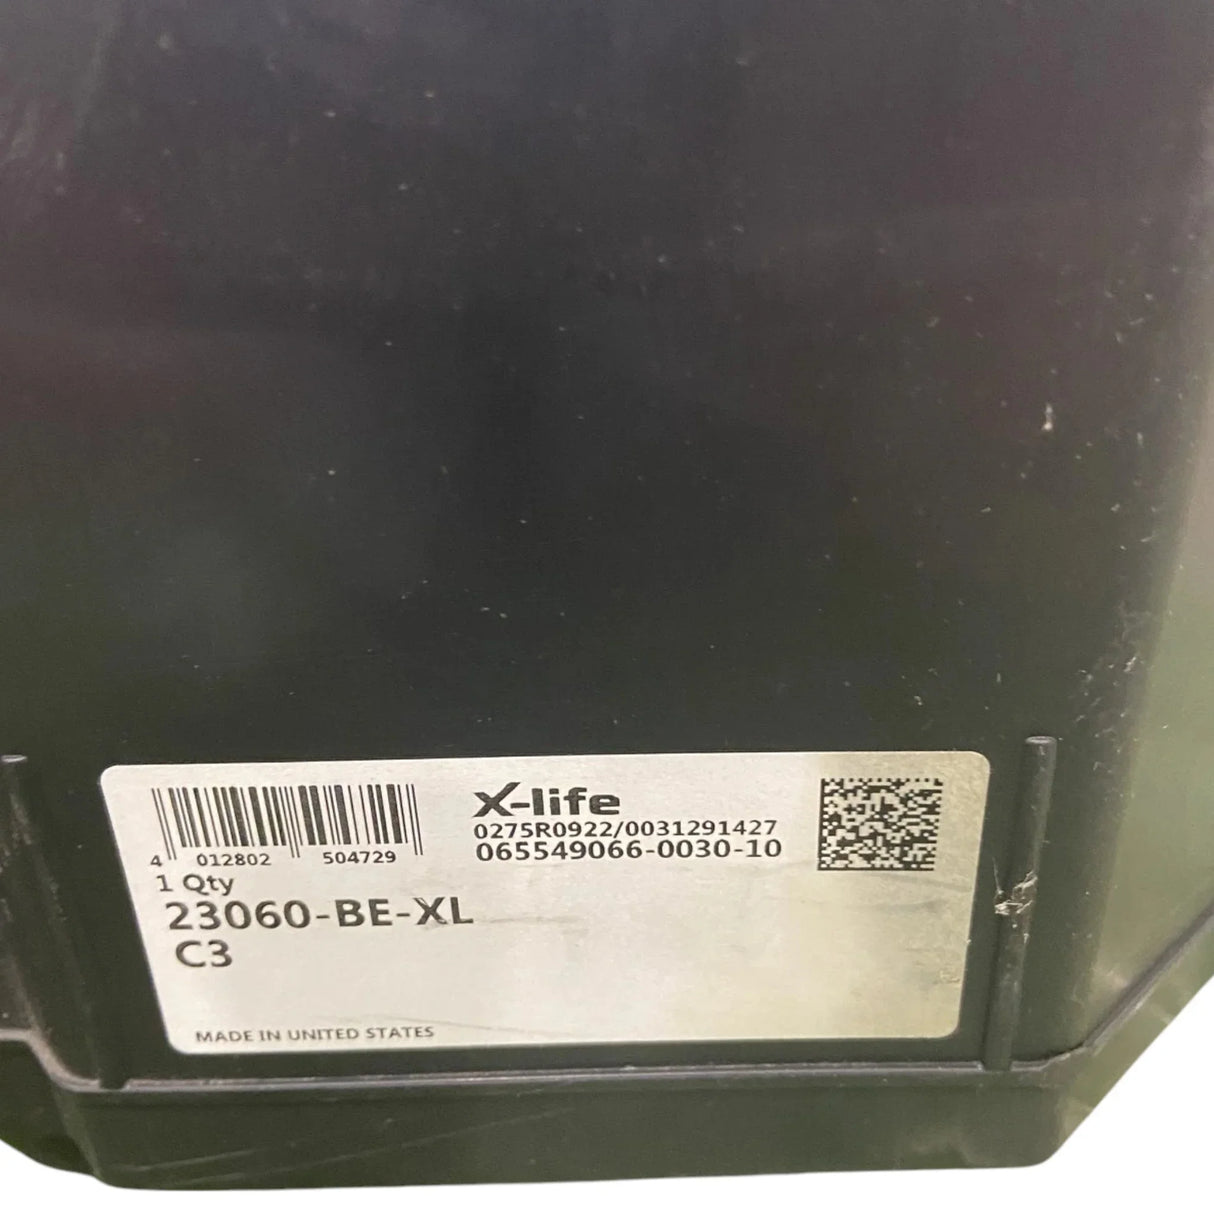 4 012802 504729
X-life
0275R0922/0031291427
065549066-0030-10
1 Qty
23060-BE-XL
C3
MADE IN UNITED STATES